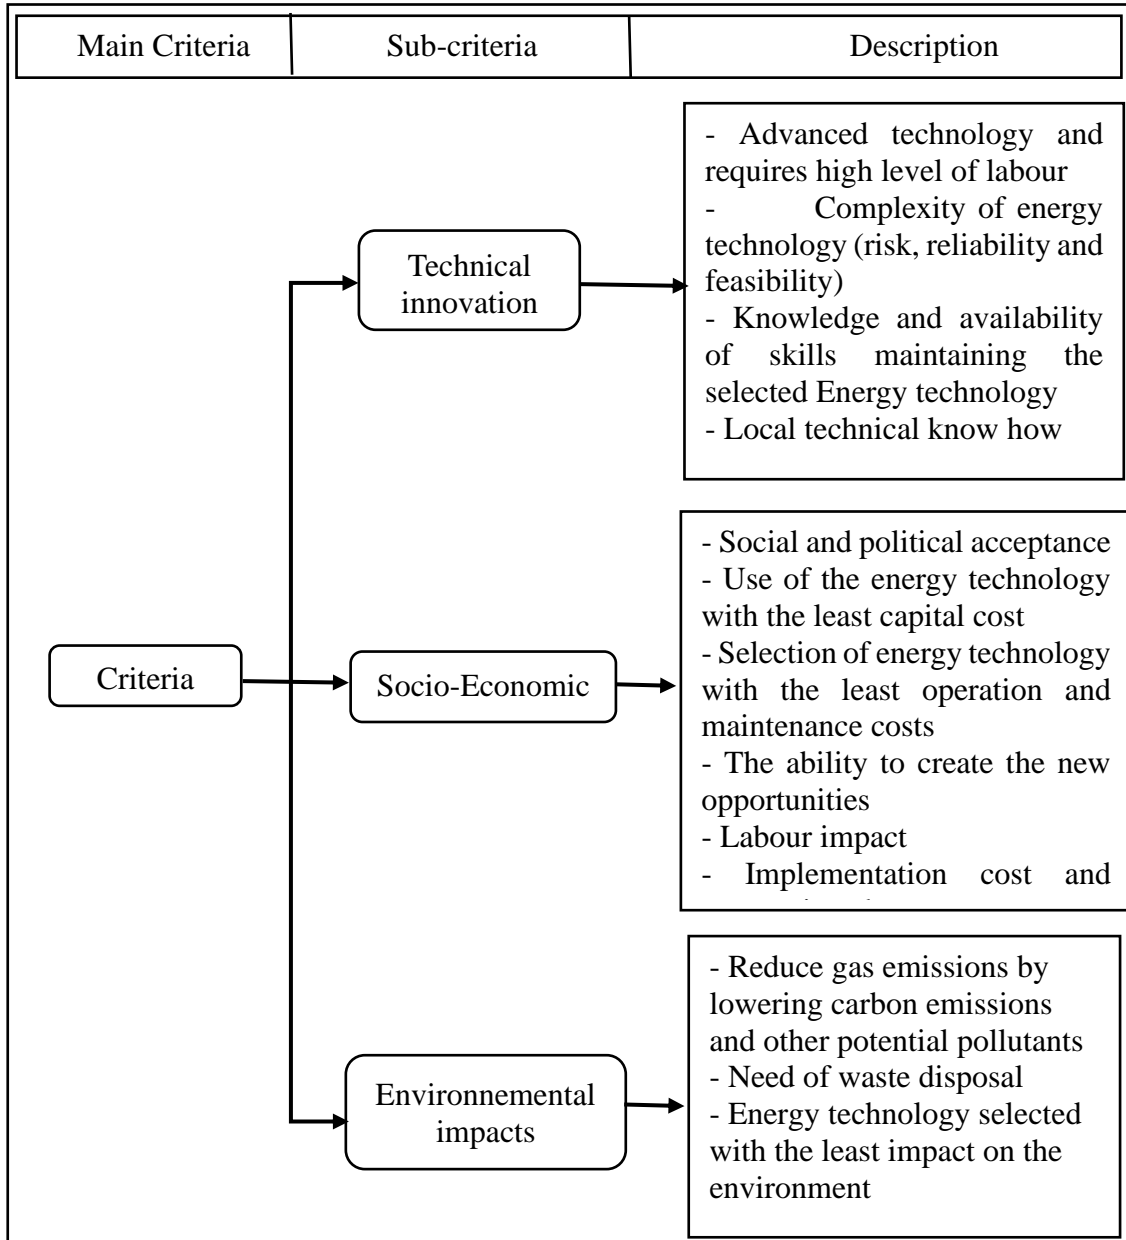 Main Criteria
Sub-criteria
Description
- Advanced technology and
requires high level of labour
- Complexity of energy
technology (risk, reliability and
feasibility)
- Knowledge and availability
of skills maintaining the
selected Energy technology
- Local technical know how
Technical
innovation
- Social and political acceptance
- Use of the energy technology
with the least capital cost
- Selection of energy technology
with the least operation and
maintenance costs
- The ability to create the new
opportunities
- Labour impact
- Implementation cost and
Criteria
Socio-Economic
- Reduce gas emissions by
lowering carbon emissions
and other potential pollutants
- Need of waste disposal
- Energy technology selected
with the least impact on the
environment
Environnemental
impacts